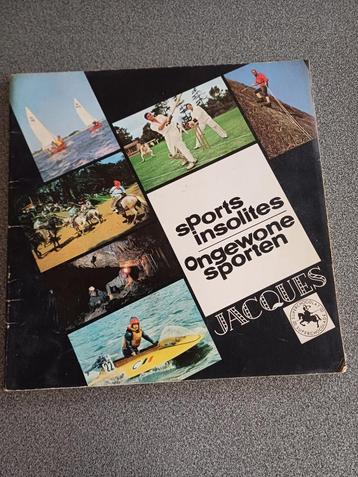 sports
insolites
ongewone
sporten
JACQUES